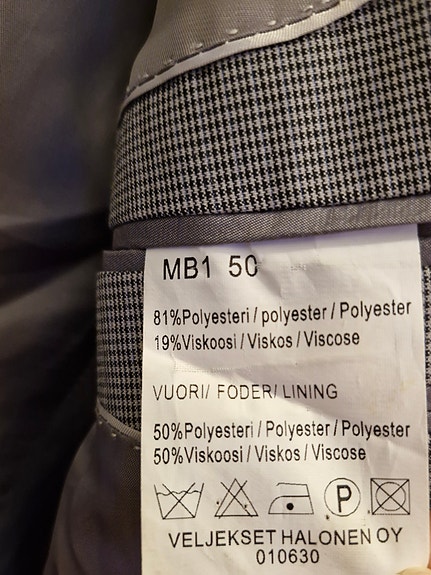 MB1 50
81%Polyesteri / polyester / Polyester
19%Viskoosi / Viskos / Viscose
VUORI/ FODER/ LINING
50%Polyesteri / Polyester / Polyester
50%Viskoosi / Viskos / Viscose
P
VELJEKSET HALONEN OY
010630